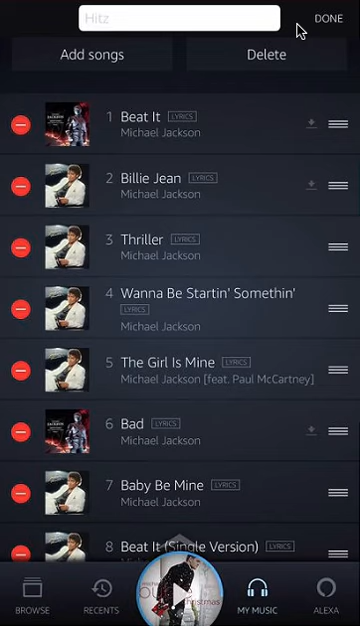 Hitz
DONE
Add songs
Delete
1 Beat It LYRICS
Michael Jackson
2 Billie Jean LYRICS
Michael Jackson
3 Thriller LYRICS
Michael Jackson
4 Wanna Be Startin' Somethin'
LYRICS
Michael Jackson
5 The Girl Is Mine LYRICS
Michael Jackson [feat. Paul McCartney]
6 Bad LYRICS
Michael Jackson
7 Baby Be Mine LYRICS
Michael Jackson
8 Beat It (Single Version) LYRICS
BROWSE
RECENTS
christmas
MY MUSIC
ALEXA